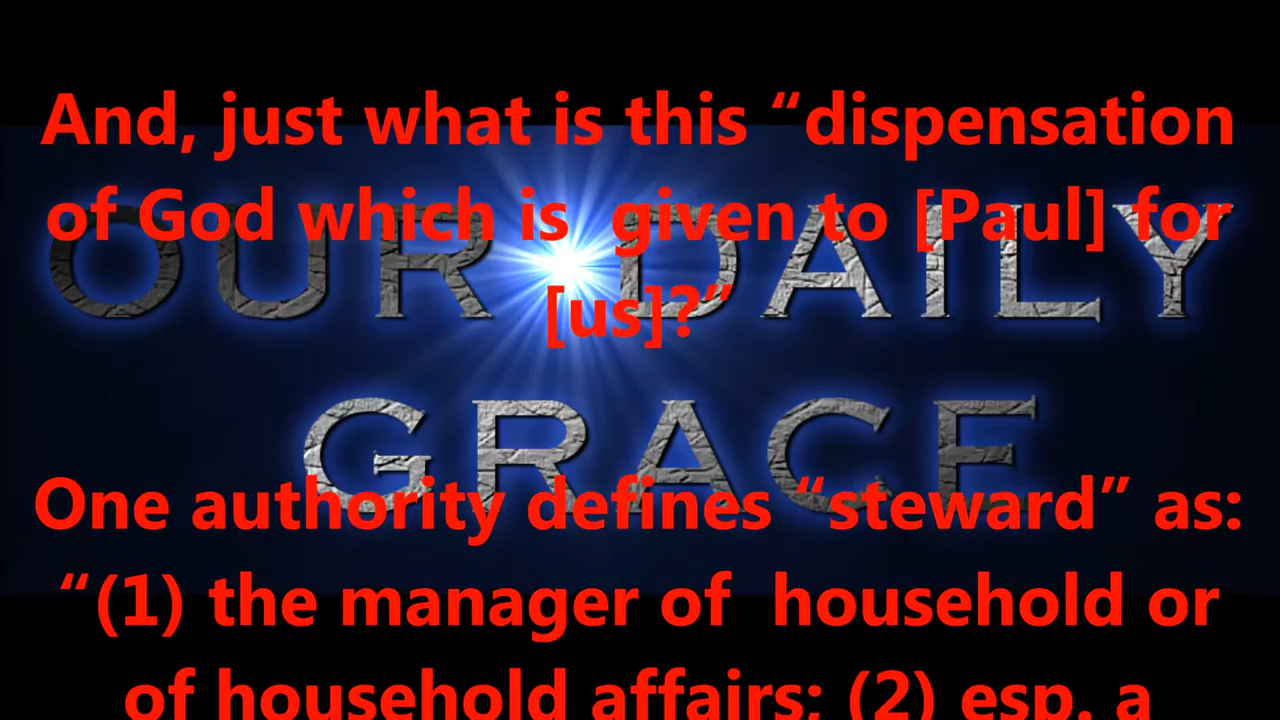 And, just what is this “dispensation
of God which is given to [Paul] for
OUR DAILY
[us]?”
GRACE
One authority defines “steward” as:
“(1) the manager of household or
of household affairs; (2) esp. a